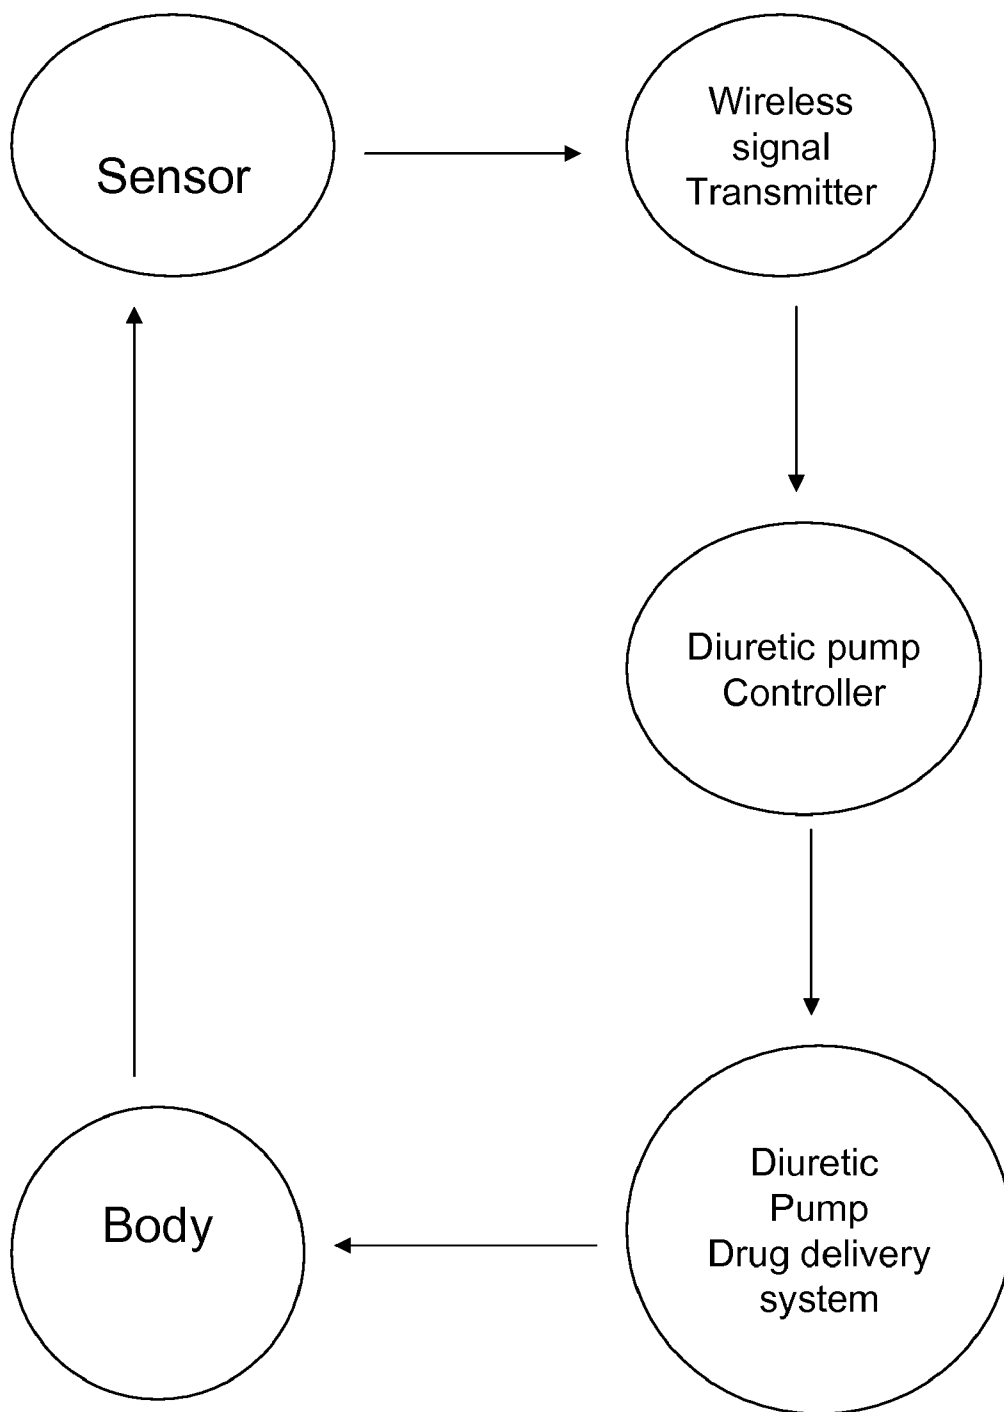 Sensor
Wireless
signal
Transmitter
Diuretic pump
Controller
Diuretic
Pump
Drug delivery
system
Body